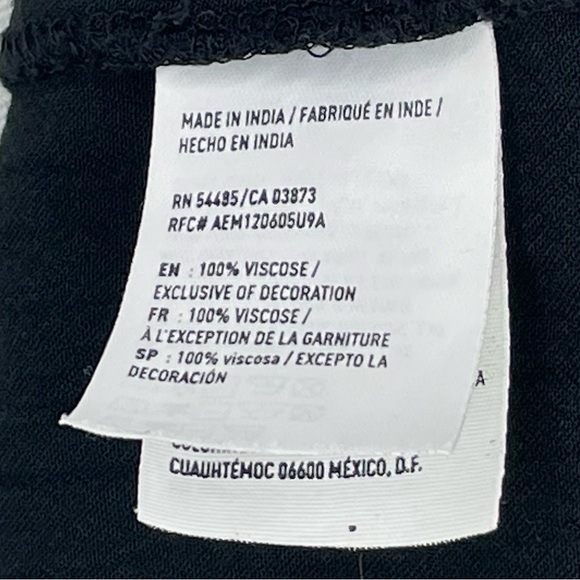 MADE IN INDIA / FABRIQUÉ EN INDE /
HECHO EN INDIA
RN 54485/CA 03873
RFC# AEM120605U9A
EN : 100% VISCOSE /
EXCLUSIVE OF DECORATION
FR : 100% VISCOSE /
À L'EXCEPTION DE LA GARNITURE
SP : 100% viscosa / EXCEPTO LA
DECORACIÓN
A
CUAUHTÉMOC 06600 MÉXICO, D.F.